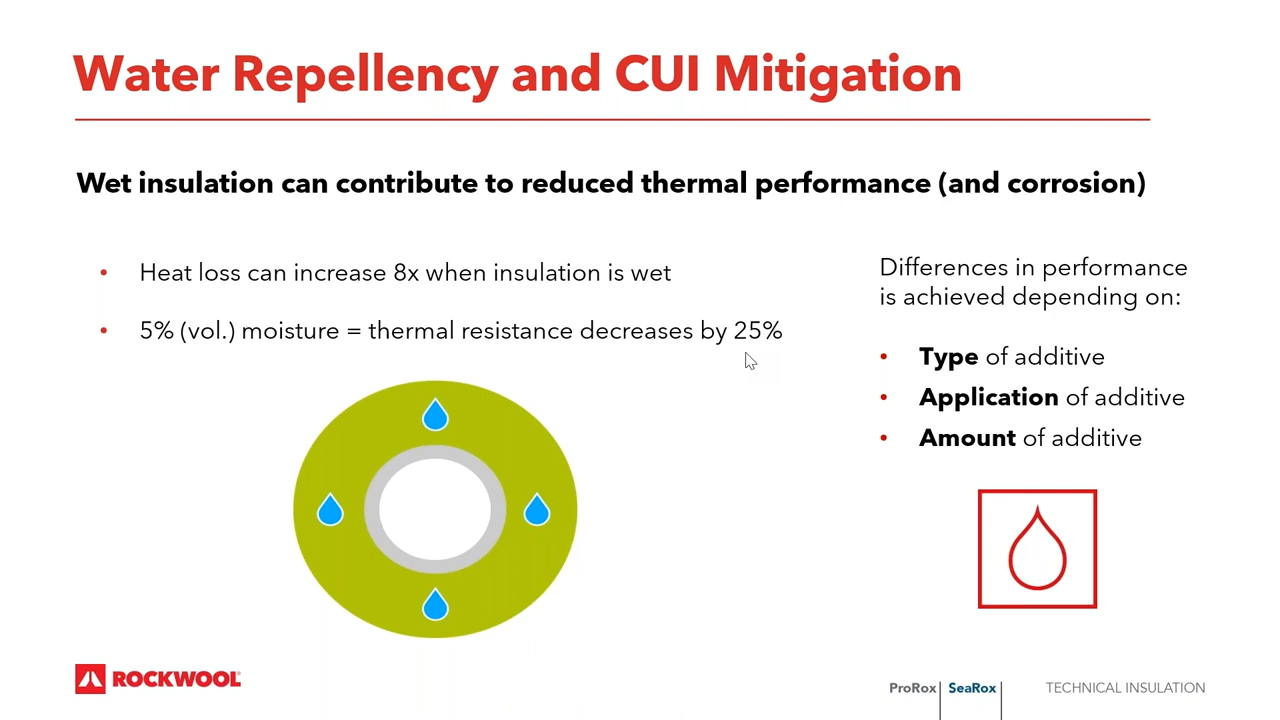 Water Repellency and CUI Mitigation
Wet insulation can contribute to reduced thermal performance (and corrosion)
• Heat loss can increase 8x when insulation is wet
• 5% (vol.) moisture = thermal resistance decreases by 25%
Differences in performance
is achieved depending on:
• Type of additive
• Application of additive
• Amount of additive
ROCKWOOL
ProRox SeaRox TECHNICAL INSULATION